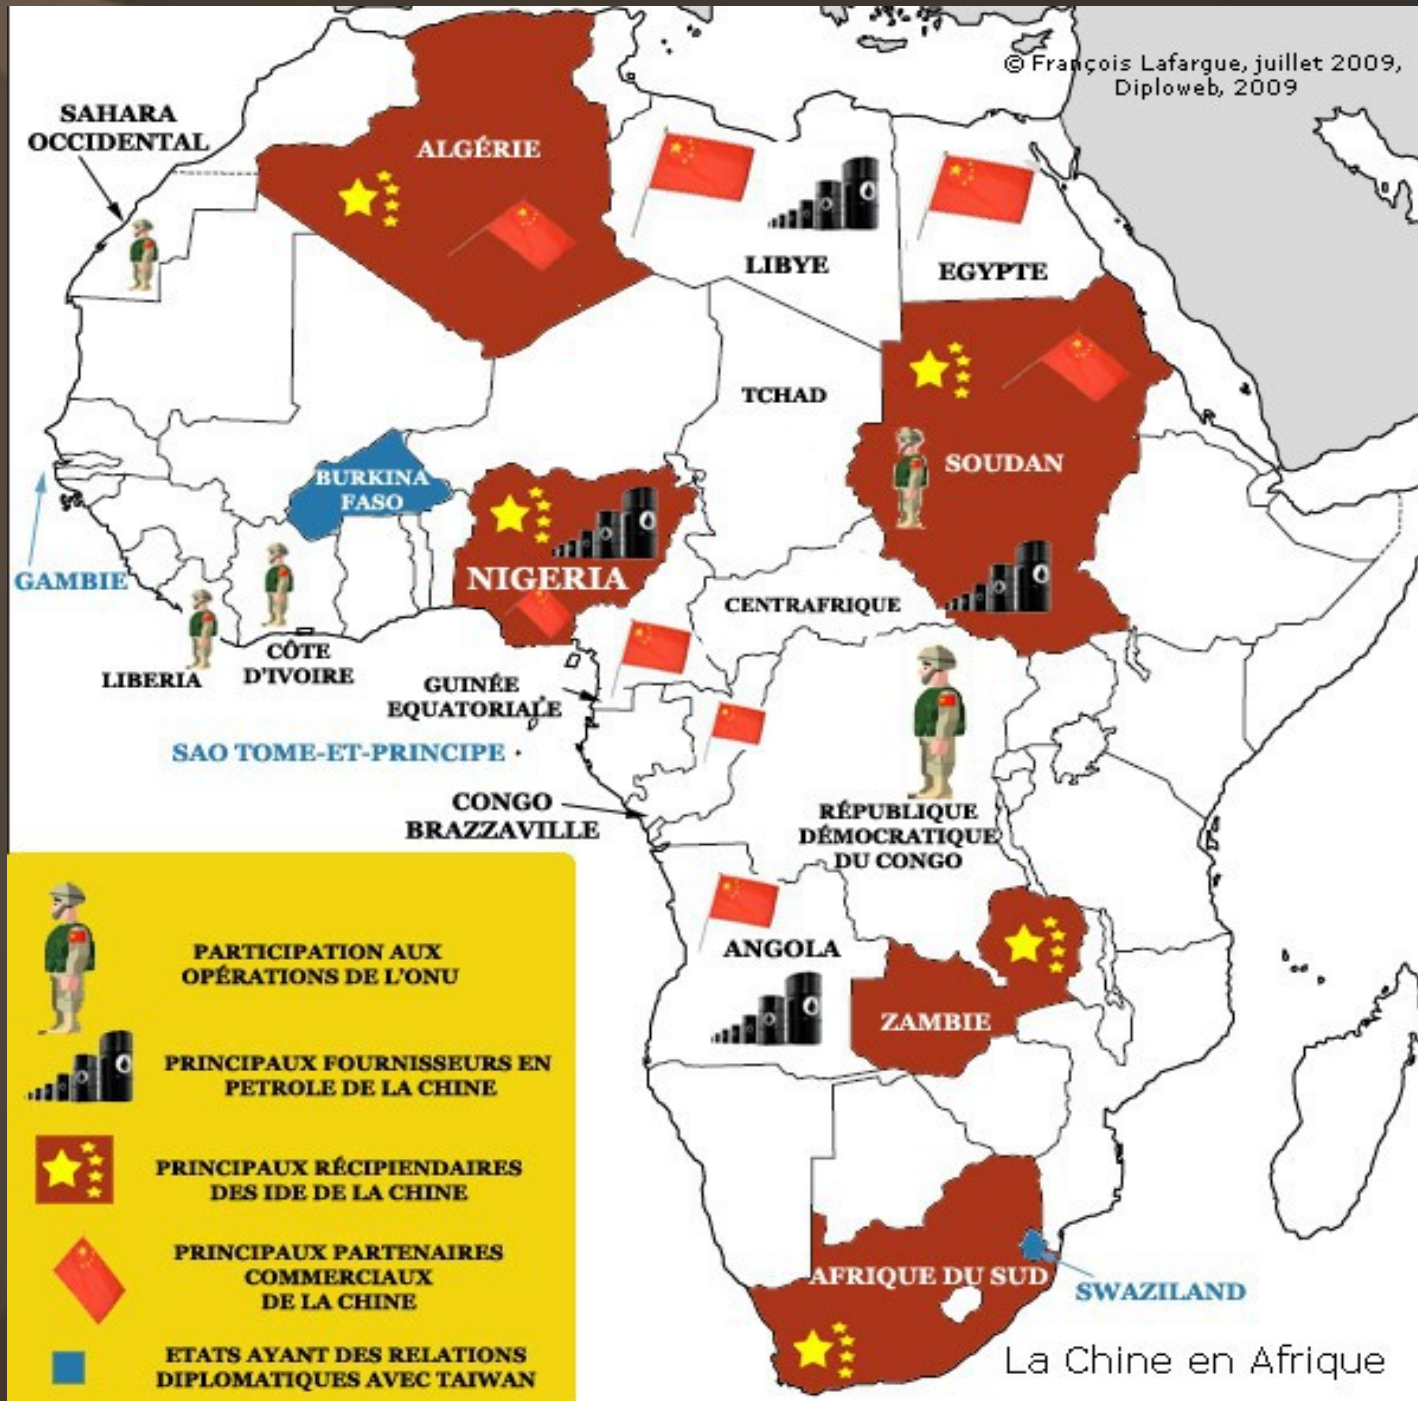 © François Lafargue, juillet 2009,
Diploweb, 2009
SAHARA
OCCIDENTAL
ALGÉRIE
LIBYE
EGYPTE
TCHAD
SOUDAN
BURKINA
FASO
NIGERIA
GAMBIE
CENTRAFRIQUE
LIBERIA
CÔTE
D'IVOIRE
GUINÉE
EQUATORIALE
SAO TOME-ET-PRINCIPE
CONGO
BRAZZAVILLE
RÉPUBLIQUE
DÉMOCRATIQUE
DU CONGO
ANGOLA
ZAMBIE
AFRIQUE DU SUD
SWAZILAND
PARTICIPATION AUX
OPÉRATIONS DE L'ONU
PRINCIPAUX FOURNISSEURS EN
PETROLE DE LA CHINE
PRINCIPAUX RÉCIPIENDAIRES
DES IDE DE LA CHINE
PRINCIPAUX PARTENAIRES
COMMERCIAUX
DE LA CHINE
ETATS AYANT DES RELATIONS
DIPLOMATIQUES AVEC TAIWAN
La Chine en Afrique